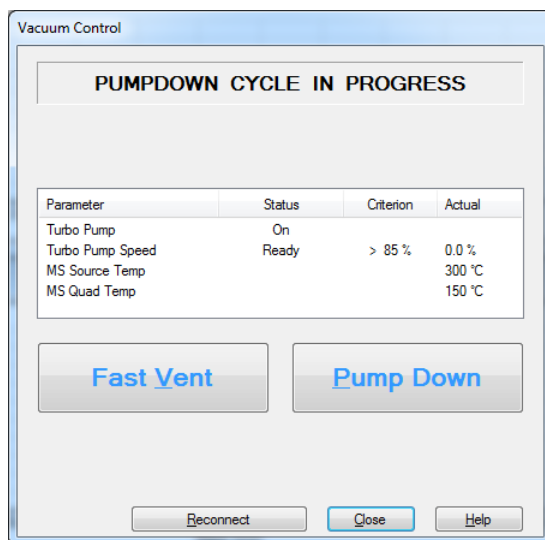 Vacuum Control
PUMPDOWN CYCLE IN PROGRESS
Parameter Status Criterion Actual
Turbo Pump On
Turbo Pump Speed Ready > 85 % 0.0 %
MS Source Temp 300 °C
MS Quad Temp 150 °C
Fast Vent Pump Down
Reconnect Close Help